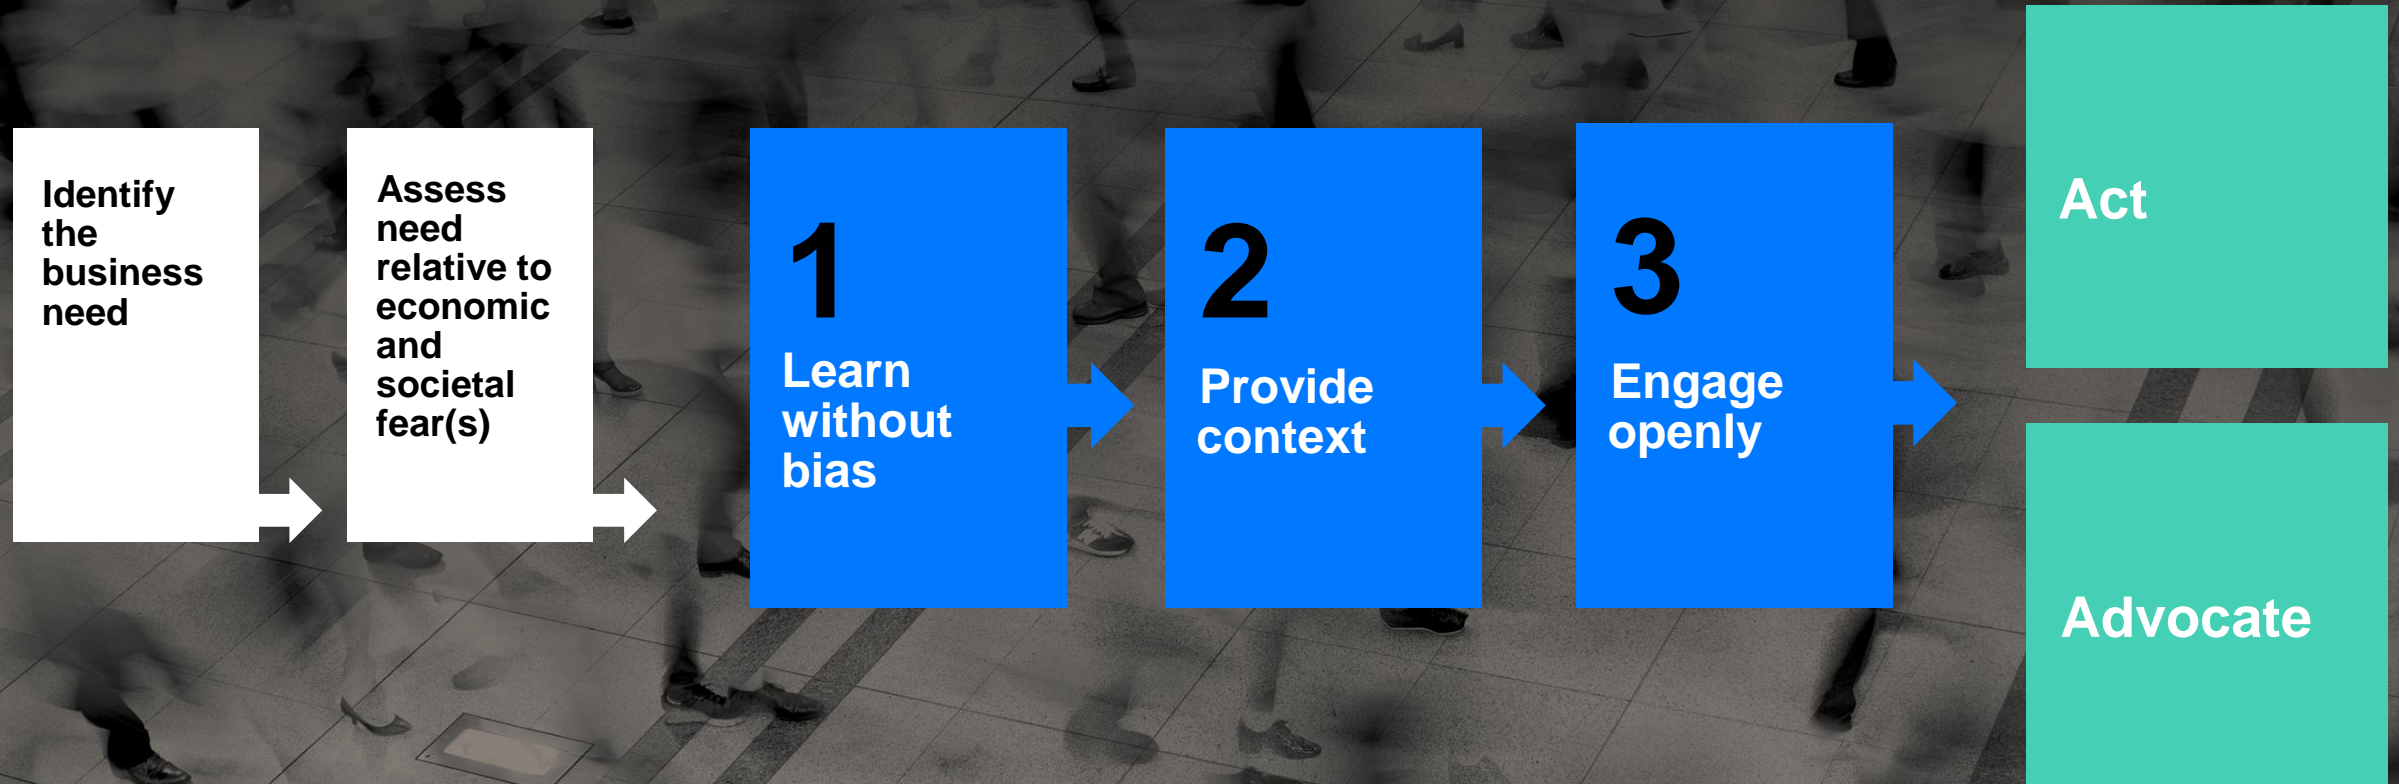 Identify
the
business
need
Assess
need
relative to
economic
and
societal
fear(s)
1
Learn
without
bias
2
Provide
context
3
Engage
openly
Act
Advocate